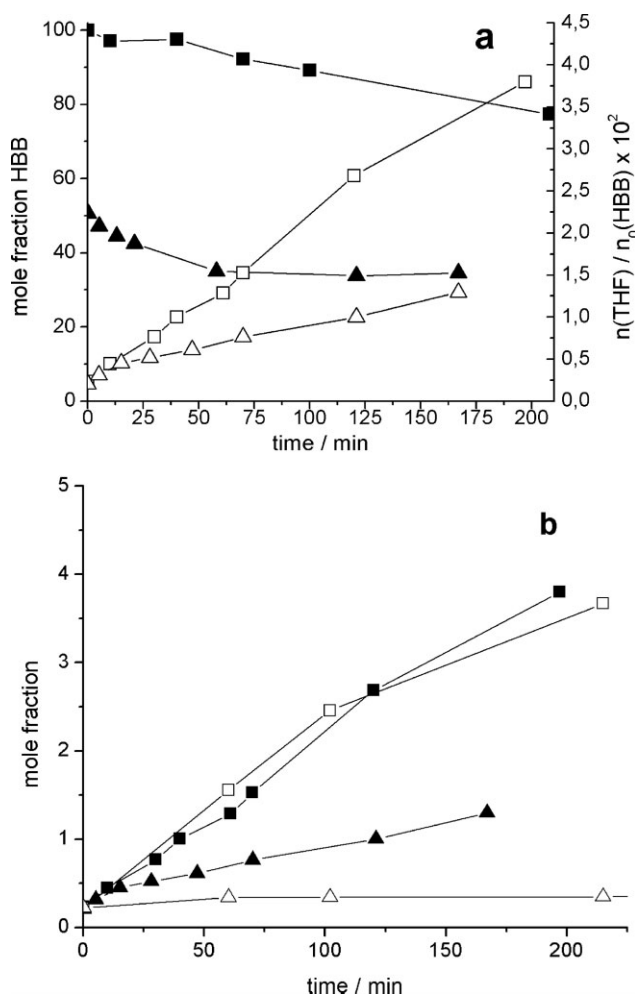 a
100
80
60
40
20
0
mole fraction HBB
4,5
4,0
3,5
3,0
2,5
2,0
1,5
1,0
0,5
0,0
n(THF) / n₀(HBB) x 10²
0 25 50 75 100 125 150 175 200
time / min
b
5
4
3
2
1
0
mole fraction
0 50 100 150 200
time / min